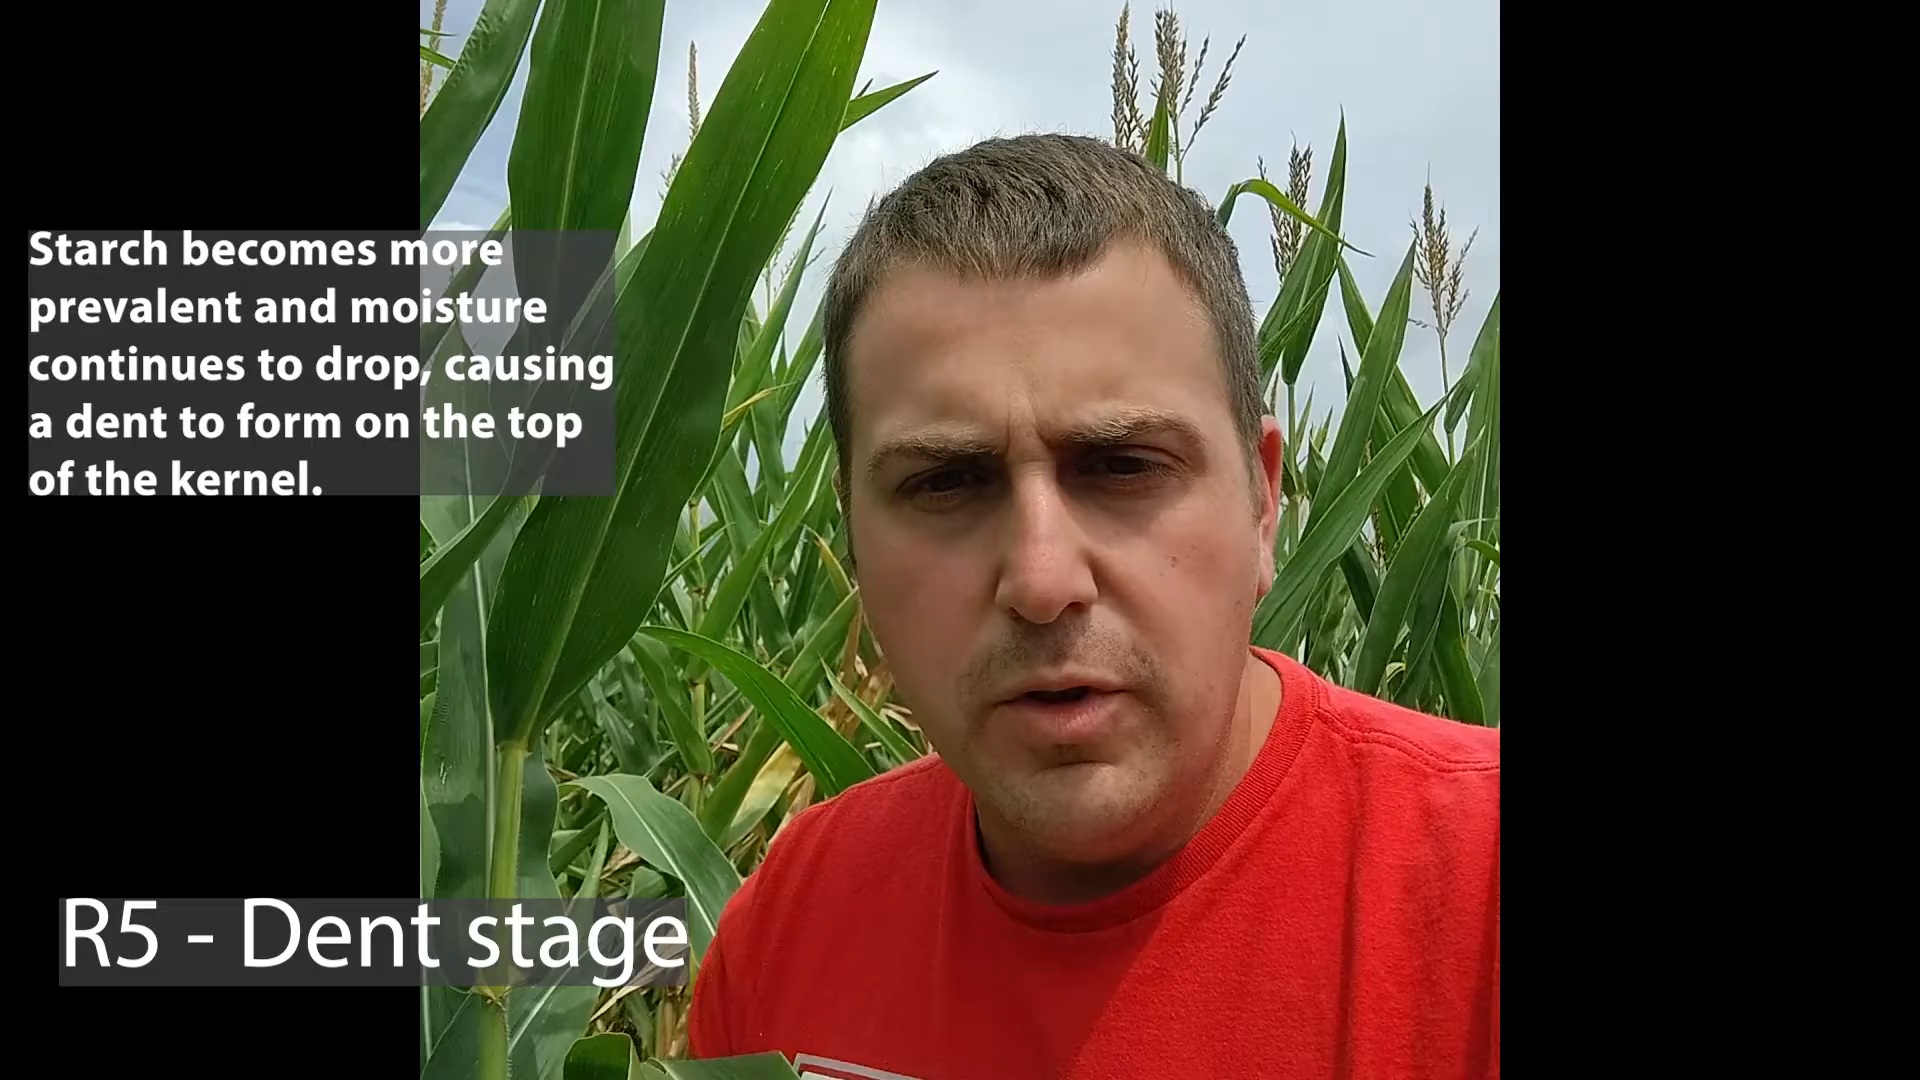 Starch becomes more
prevalent and moisture
continues to drop, causing
a dent to form on the top
of the kernel.
R5 - Dent stage